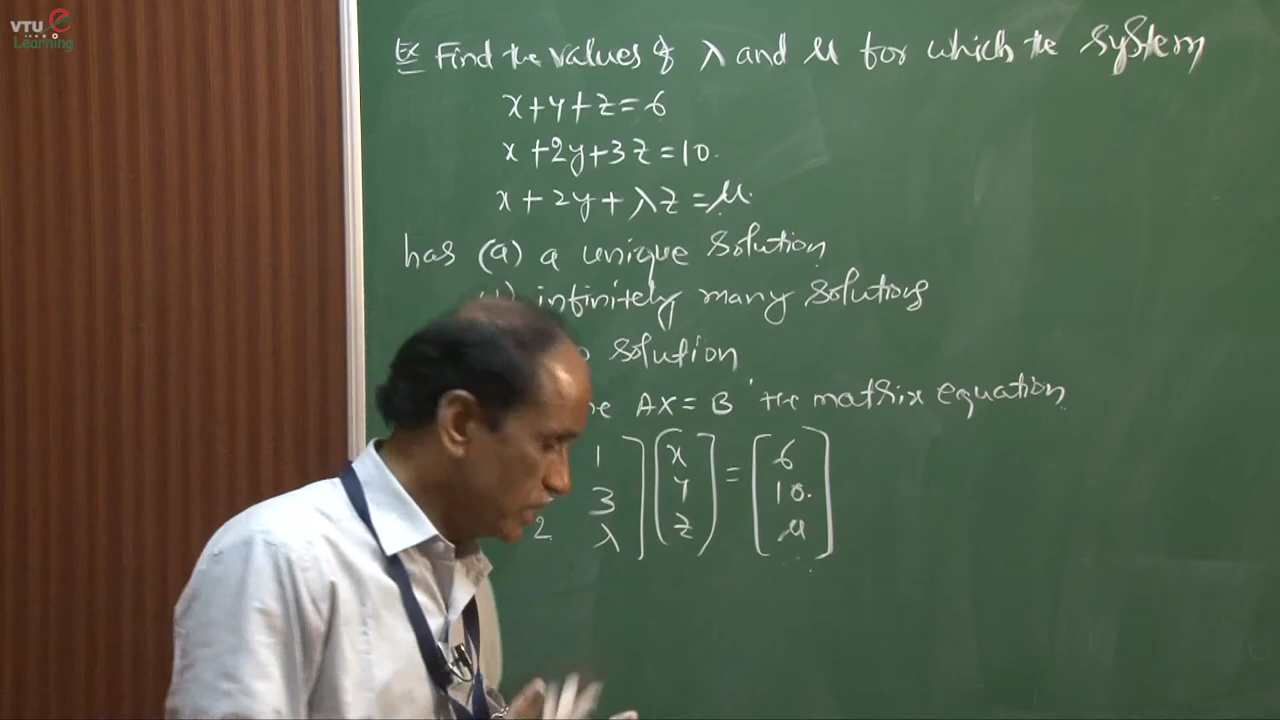 VTU e
Learning
Ex Find the values of λ and μ for which the system
x+y+z=6
x+2y+3z=10.
x+2y+λz=μ.
has (a) a unique solution
infinitely many solutions
solution
AX=B the matrix equation
1 ] [ x ] = [ 6 ]
3 y 10.
2 λ z μ